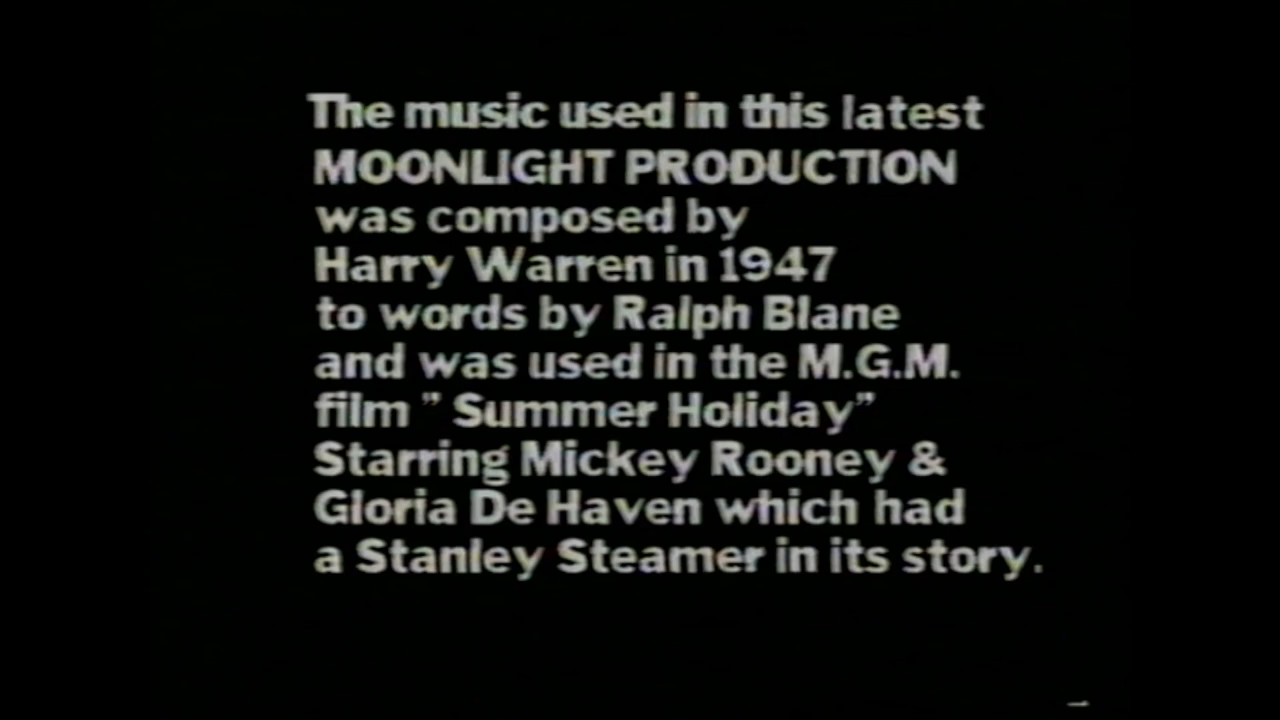 The music used in this latest
MOONLIGHT PRODUCTION
was composed by
Harry Warren in 1947
to words by Ralph Blane
and was used in the M.G.M.
film ” Summer Holiday”
Starring Mickey Rooney &
Gloria De Haven which had
a Stanley Steamer in its story.